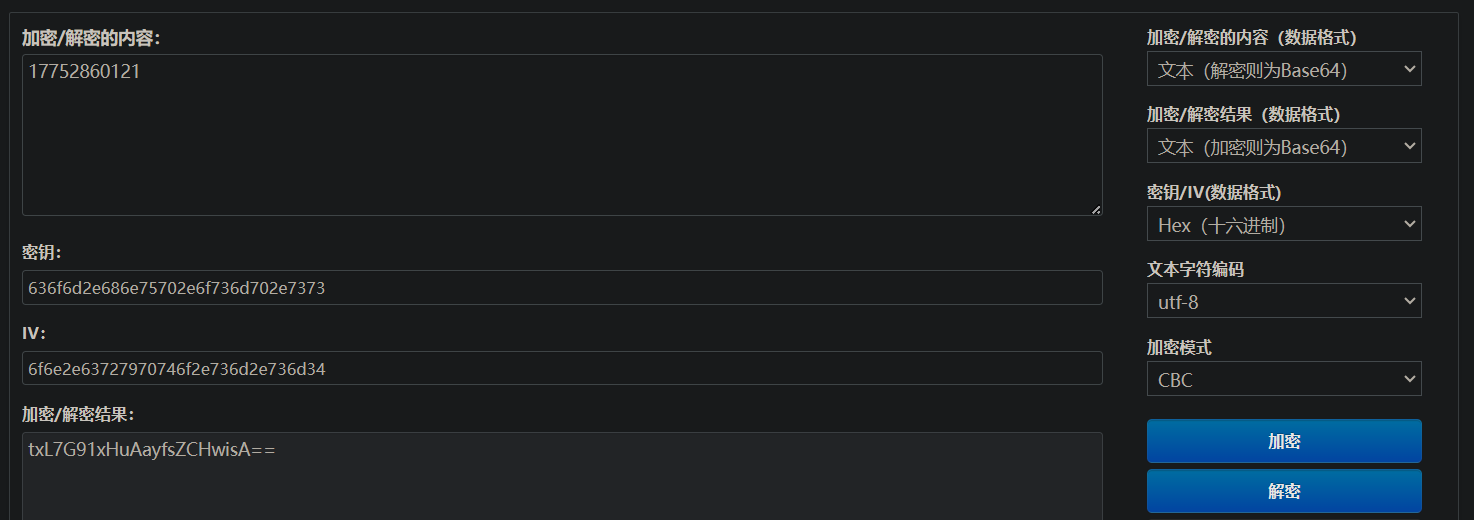 加密/解密的内容：
17752860121
密钥：
636f6d2e686e75702e6f736d702e7373
IV：
6f6e2e63727970746f2e736d2e736d34
加密/解密结果：
txL7G91xHuAayfsZCHwisA==
加密/解密的内容（数据格式）
文本（解密则为Base64）
加密/解密结果（数据格式）
文本（加密则为Base64）
密钥/IV(数据格式)
Hex（十六进制）
文本字符编码
utf-8
加密模式
CBC
加密
解密